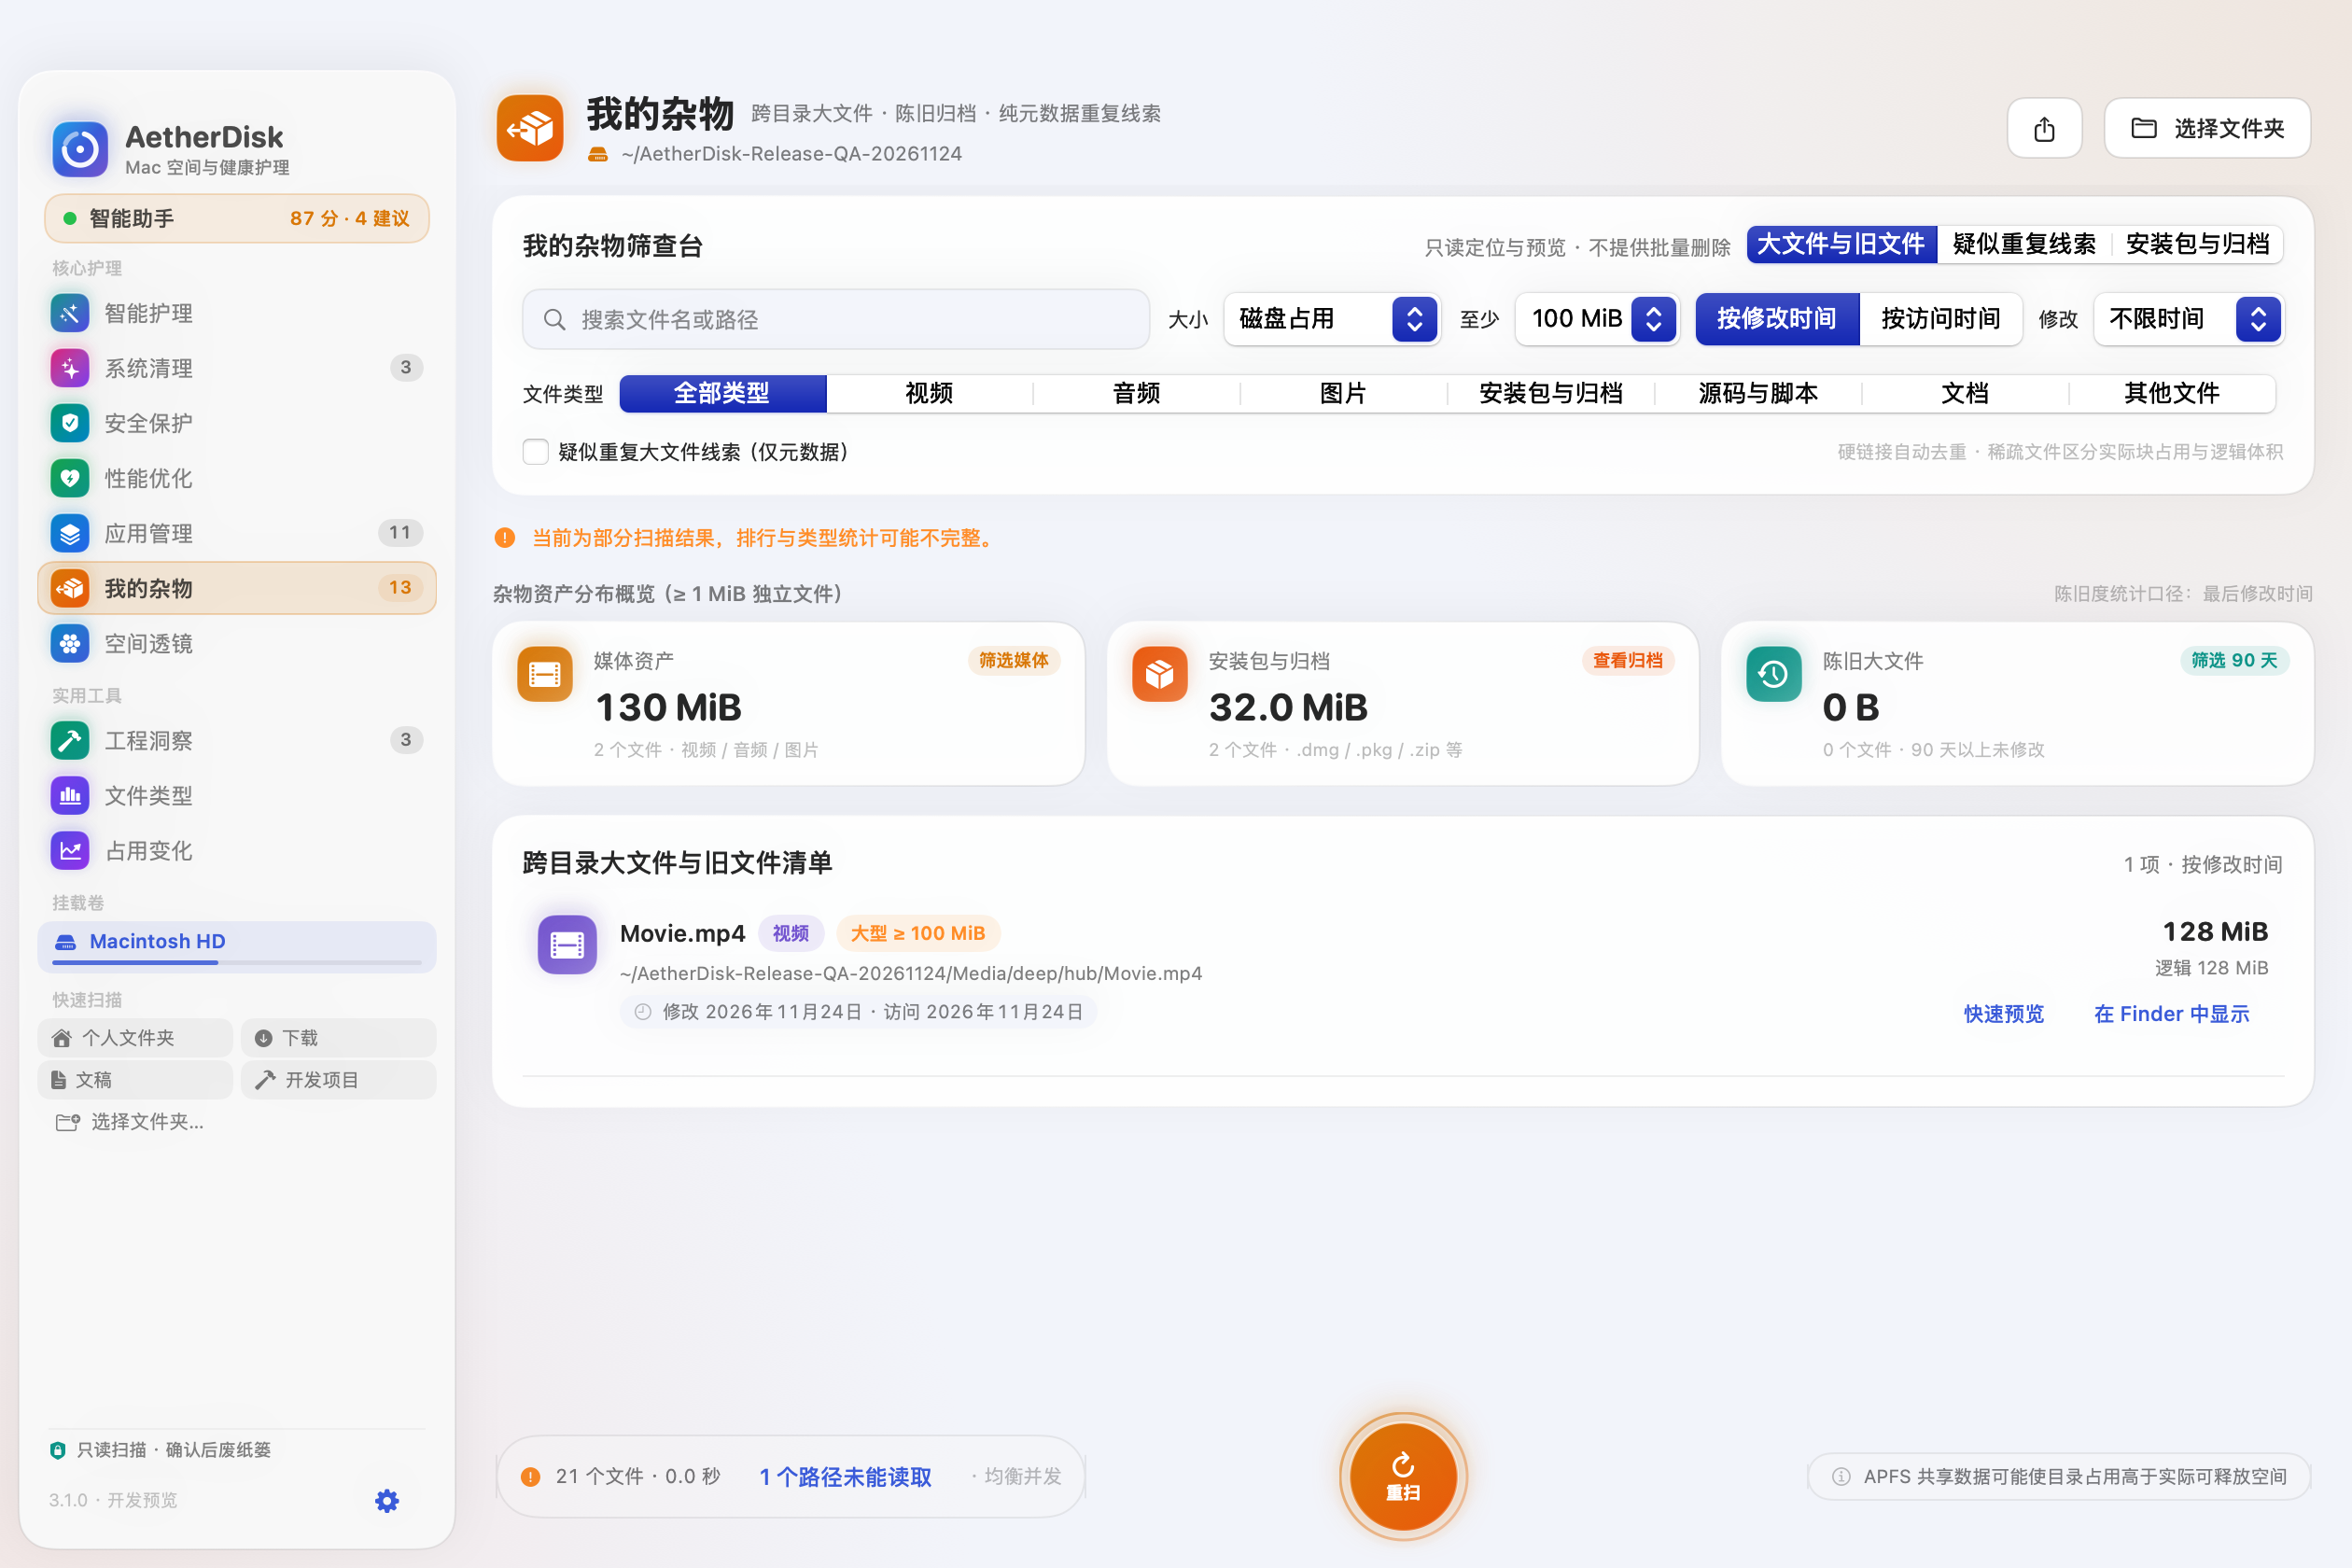 AetherDisk
Mac 空间与健康护理
智能助手 87 分 · 4 建议
核心护理
智能护理
系统清理 3
安全保护
性能优化
应用管理 11
我的杂物 13
空间透镜
实用工具
工程洞察 3
文件类型
占用变化
挂载卷
Macintosh HD
快速扫描
个人文件夹 下载
文稿 开发项目
选择文件夹...
只读扫描 · 确认后废纸篓
3.1.0 · 开发预览
我的杂物 跨目录大文件 · 陈旧归档 · 纯元数据重复线索
~/AetherDisk-Release-QA-20261124
选择文件夹
我的杂物筛查台 只读定位与预览 · 不提供批量删除 大文件与旧文件 疑似重复线索 安装包与归档
搜索文件名或路径 大小 磁盘占用 至少 100 MiB 按修改时间 按访问时间 修改 不限时间
文件类型 全部类型 视频 音频 图片 安装包与归档 源码与脚本 文档 其他文件
疑似重复大文件线索（仅元数据） 硬链接自动去重 · 稀疏文件区分实际块占用与逻辑体积
当前为部分扫描结果，排行与类型统计可能不完整。
杂物资产分布概览（≥ 1 MiB 独立文件） 陈旧度统计口径：最后修改时间
媒体资产 筛选媒体
130 MiB
2 个文件 · 视频 / 音频 / 图片
安装包与归档 查看归档
32.0 MiB
2 个文件 · .dmg / .pkg / .zip 等
陈旧大文件 筛选 90 天
0 B
0 个文件 · 90 天以上未修改
跨目录大文件与旧文件清单 1 项 · 按修改时间
Movie.mp4 视频 大型 ≥ 100 MiB 128 MiB
~/AetherDisk-Release-QA-20261124/Media/deep/hub/Movie.mp4 逻辑 128 MiB
修改 2026年11月24日 · 访问 2026年11月24日 快速预览 在 Finder 中显示
21 个文件 · 0.0 秒 1 个路径未能读取 · 均衡并发
重扫
APFS 共享数据可能使目录占用高于实际可释放空间